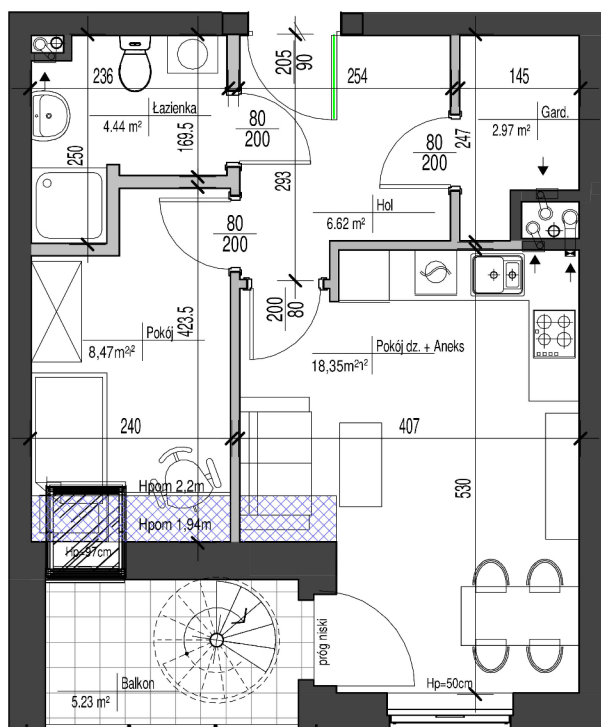 205
90
236
254
145
Łazienka
4.44 m²
80
200
Gard.
2.97 m²
80
200
247
169.5
250
293
Hol
6.62 m²
80
200
200
80
423.5
Pokój
8,47m²
Pokój dz. + Aneks
18,35m²
240
407
530
Hpom 2,2m
Hpom 1,94m
Hp=97cm
próg niski
Balkon
5.23 m²
Hp=50cm